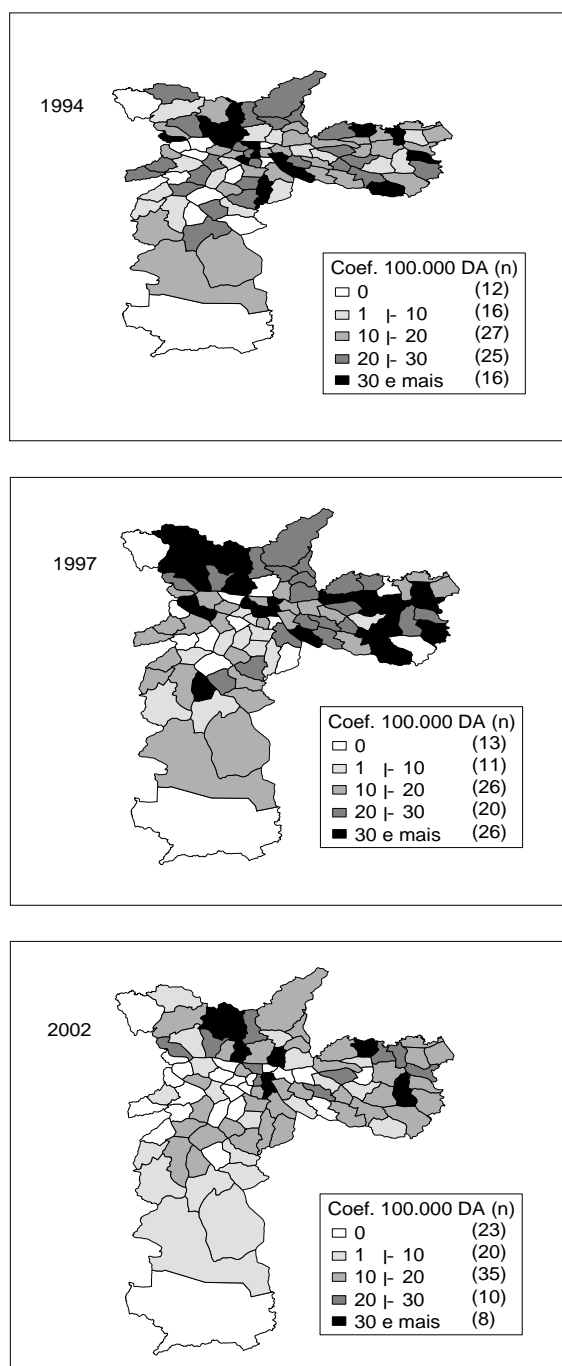 1994
Coef. 100.000 DA (n)
0 (12)
1 |- 10 (16)
10 |- 20 (27)
20 |- 30 (25)
30 e mais (16)
1997
Coef. 100.000 DA (n)
0 (13)
1 |- 10 (11)
10 |- 20 (26)
20 |- 30 (20)
30 e mais (26)
2002
Coef. 100.000 DA (n)
0 (23)
1 |- 10 (20)
10 |- 20 (35)
20 |- 30 (10)
30 e mais (8)